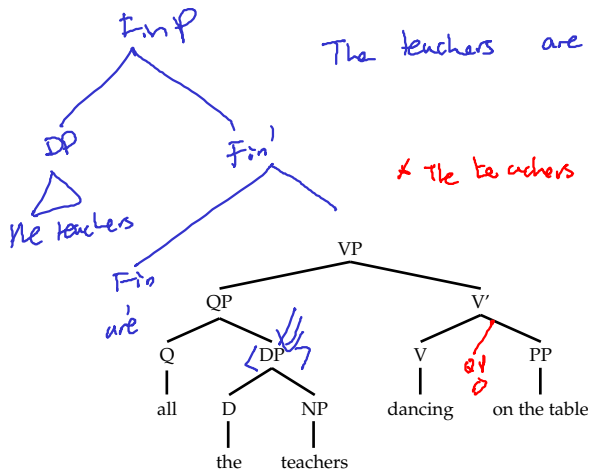 FinP
The teachers are
DP
Fin'
* The teachers
the teachers
VP
Fin
QP
V′
are
Q
[DP]
V
QP
PP
all
D
NP
dancing
on the table
the
teachers